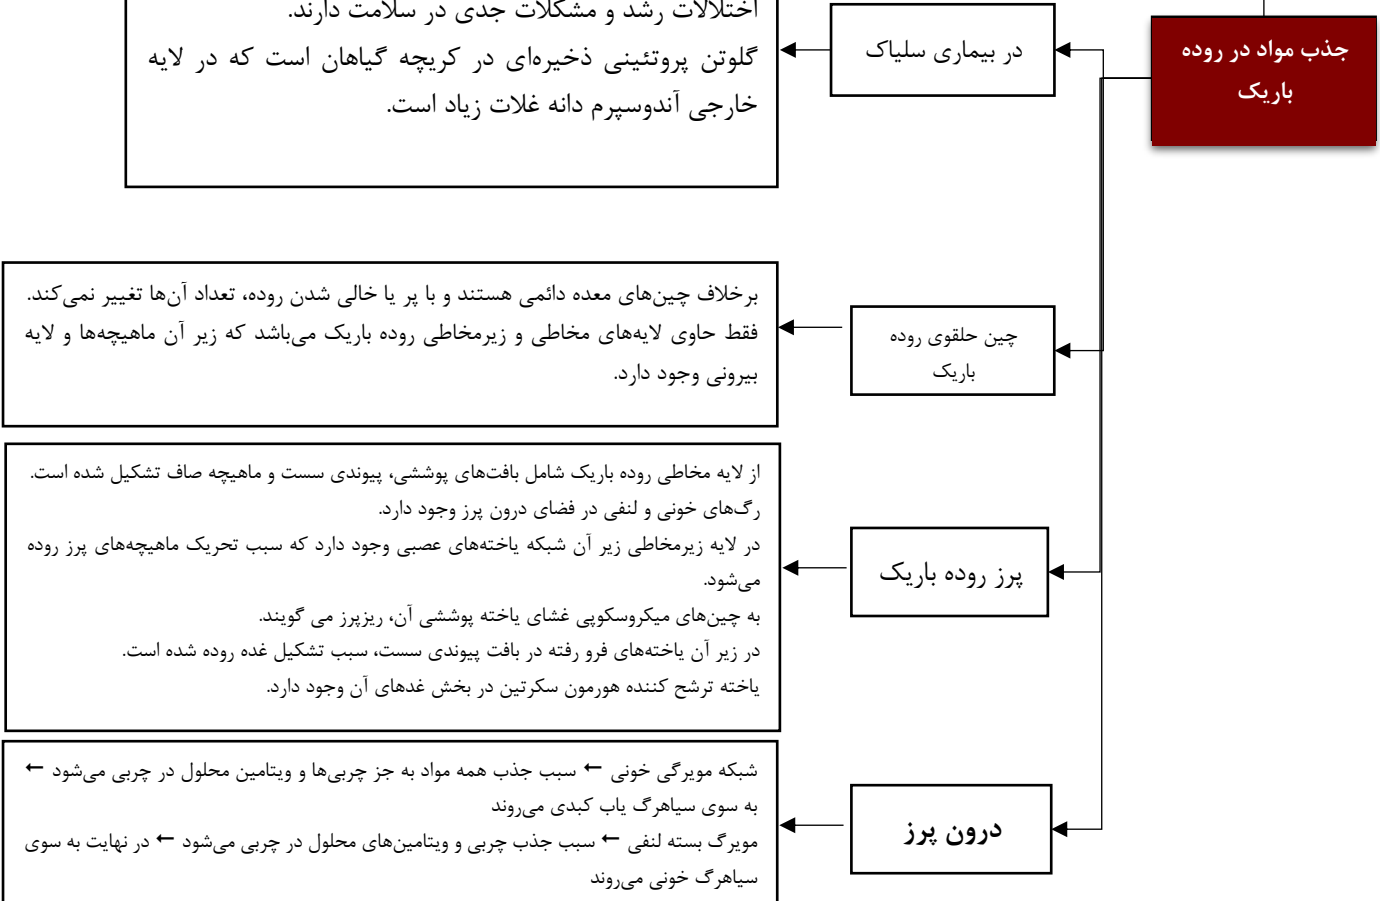 جذب مواد در روده
باریک
در بیماری سلیاک
اختلالات رشد و مشکلات جدی در سلامت دارند.
گلوتن پروتئینی ذخیره‌ای در کریچه گیاهان است که در لایه
خارجی آندوسپرم دانه غلات زیاد است.
چین حلقوی روده
باریک
برخلاف چین‌های معده دائمی هستند و با پر یا خالی شدن روده، تعداد آن‌ها تغییر نمی‌کند.
فقط حاوی لایه‌های مخاطی و زیرمخاطی روده باریک می‌باشد که زیر آن ماهیچه‌ها و لایه
بیرونی وجود دارد.
پرز روده باریک
از لایه مخاطی روده باریک شامل بافت‌های پوششی، پیوندی سست و ماهیچه صاف تشکیل شده است.
رگ‌های خونی و لنفی در فضای درون پرز وجود دارد.
در لایه زیرمخاطی زیر آن شبکه یاخته‌های عصبی وجود دارد که سبب تحریک ماهیچه‌های پرز روده
می‌شود.
به چین‌های میکروسکوپی غشای یاخته پوششی آن، ریزپرز می گویند.
در زیر آن یاخته‌های فرو رفته در بافت پیوندی سست، سبب تشکیل غده روده شده است.
یاخته ترشح کننده هورمون سکرتین در بخش غده‌ای آن وجود دارد.
درون پرز
شبکه مویرگی خونی ← سبب جذب همه مواد به جز چربی‌ها و ویتامین محلول در چربی می‌شود ←
به سوی سیاهرگ یاب کبدی می‌روند
مویرگ بسته لنفی ← سبب جذب چربی و ویتامین‌های محلول در چربی می‌شود ← در نهایت به سوی
سیاهرگ خونی می‌روند